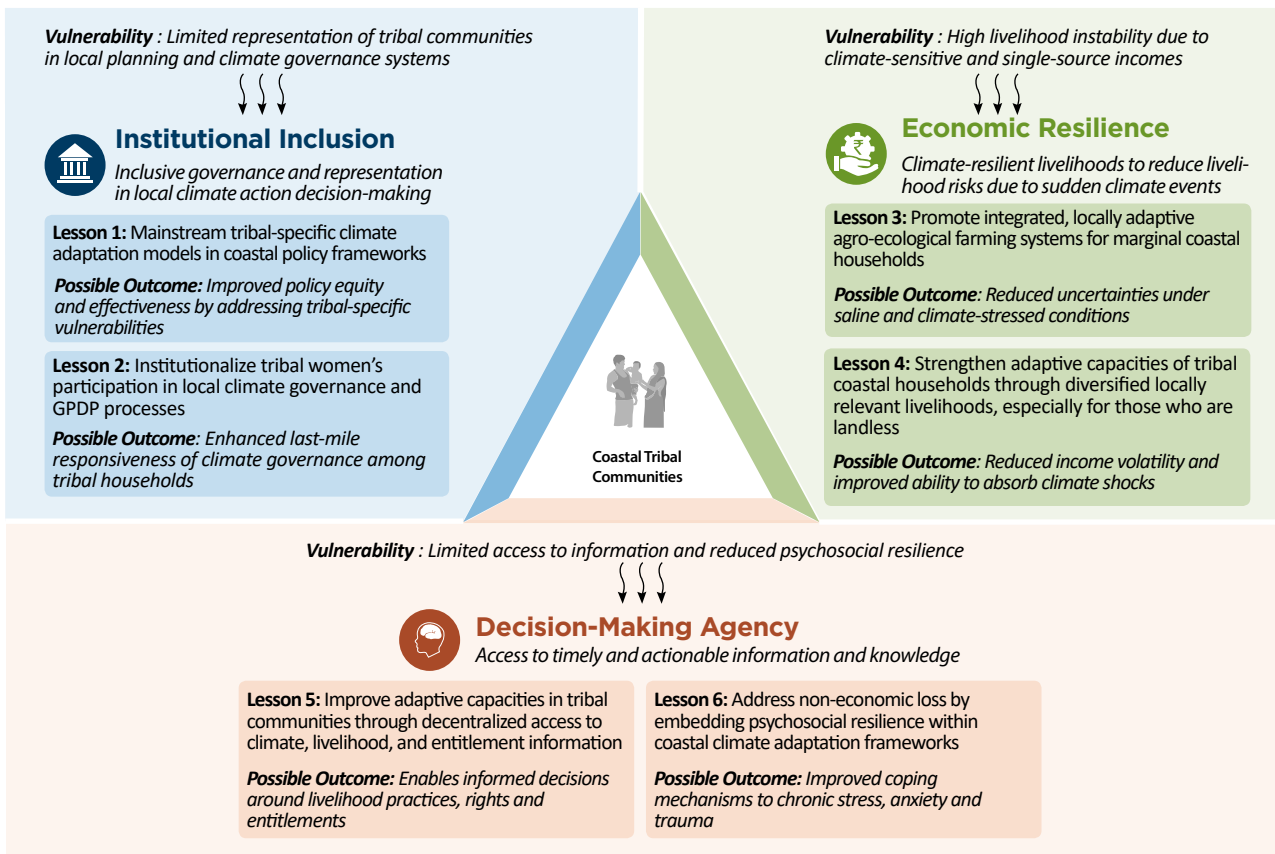 Vulnerability : Limited representation of tribal communities
in local planning and climate governance systems
Institutional Inclusion
Inclusive governance and representation
in local climate action decision-making
Lesson 1: Mainstream tribal-specific climate
adaptation models in coastal policy frameworks
Possible Outcome: Improved policy equity
and effectiveness by addressing tribal-specific
vulnerabilities
Lesson 2: Institutionalize tribal women's
participation in local climate governance and
GPDP processes
Possible Outcome: Enhanced last-mile
responsiveness of climate governance among
tribal households
Vulnerability : High livelihood instability due to
climate-sensitive and single-source incomes
₹
Economic Resilience
Climate-resilient livelihoods to reduce liveli-
hood risks due to sudden climate events
Lesson 3: Promote integrated, locally adaptive
agro-ecological farming systems for marginal coastal
households
Possible Outcome: Reduced uncertainties under
saline and climate-stressed conditions
Lesson 4: Strengthen adaptive capacities of tribal
coastal households through diversified locally
relevant livelihoods, especially for those who are
landless
Possible Outcome: Reduced income volatility and
improved ability to absorb climate shocks
Coastal Tribal
Communities
Vulnerability : Limited access to information and reduced psychosocial resilience
Decision-Making Agency
Access to timely and actionable information and knowledge
Lesson 5: Improve adaptive capacities in tribal
communities through decentralized access to
climate, livelihood, and entitlement information
Possible Outcome: Enables informed decisions
around livelihood practices, rights and
entitlements
Lesson 6: Address non-economic loss by
embedding psychosocial resilience within
coastal climate adaptation frameworks
Possible Outcome: Improved coping
mechanisms to chronic stress, anxiety and
trauma